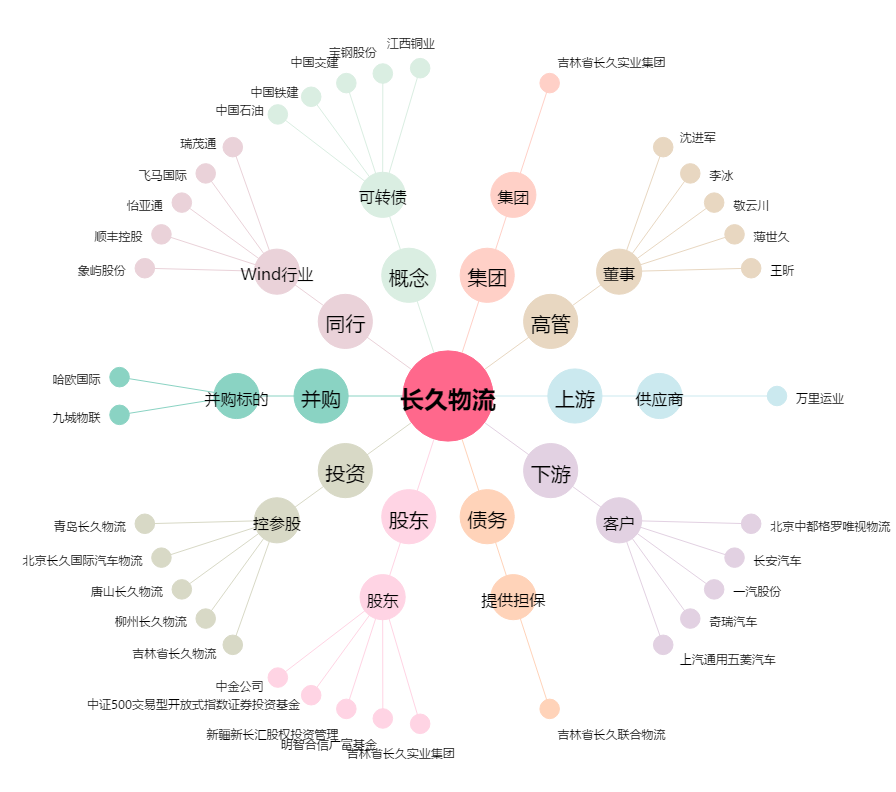 江西铜业
宝钢股份
中国交建
中国铁建
中国石油
吉林省长久实业集团
瑞茂通
飞马国际
怡亚通
顺丰控股
象屿股份
沈进军
李冰
敬云川
薄世久
王昕
可转债
集团
Wind行业
概念
集团
董事
同行
高管
哈欧国际
九城物联
并购标的
并购
长久物流
上游
供应商
万里运业
投资
下游
控参股
股东
债务
客户
青岛长久物流
北京长久国际汽车物流
唐山长久物流
柳州长久物流
吉林省长久物流
北京中都格罗唯视物流
长安汽车
一汽股份
奇瑞汽车
上汽通用五菱汽车
股东
提供担保
中金公司
中证500交易型开放式指数证券投资基金
新疆新长汇股权投资管理
明智合信广富基金
吉林省长久实业集团
吉林省长久联合物流